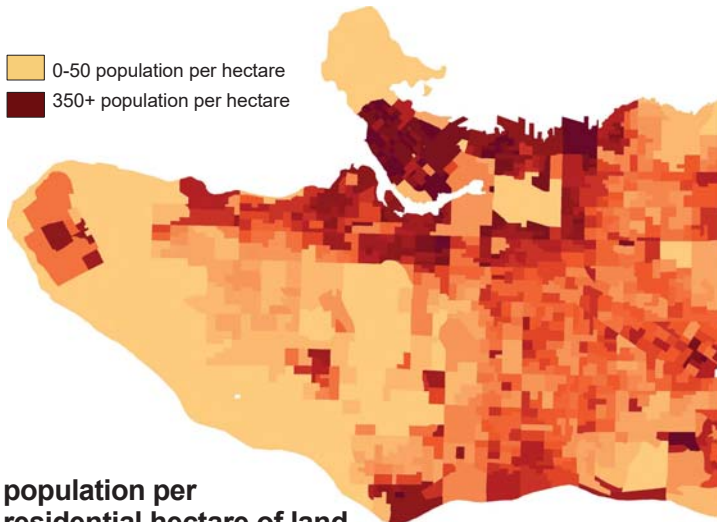 0-50 population per hectare
350+ population per hectare
population per
residential hectare of land